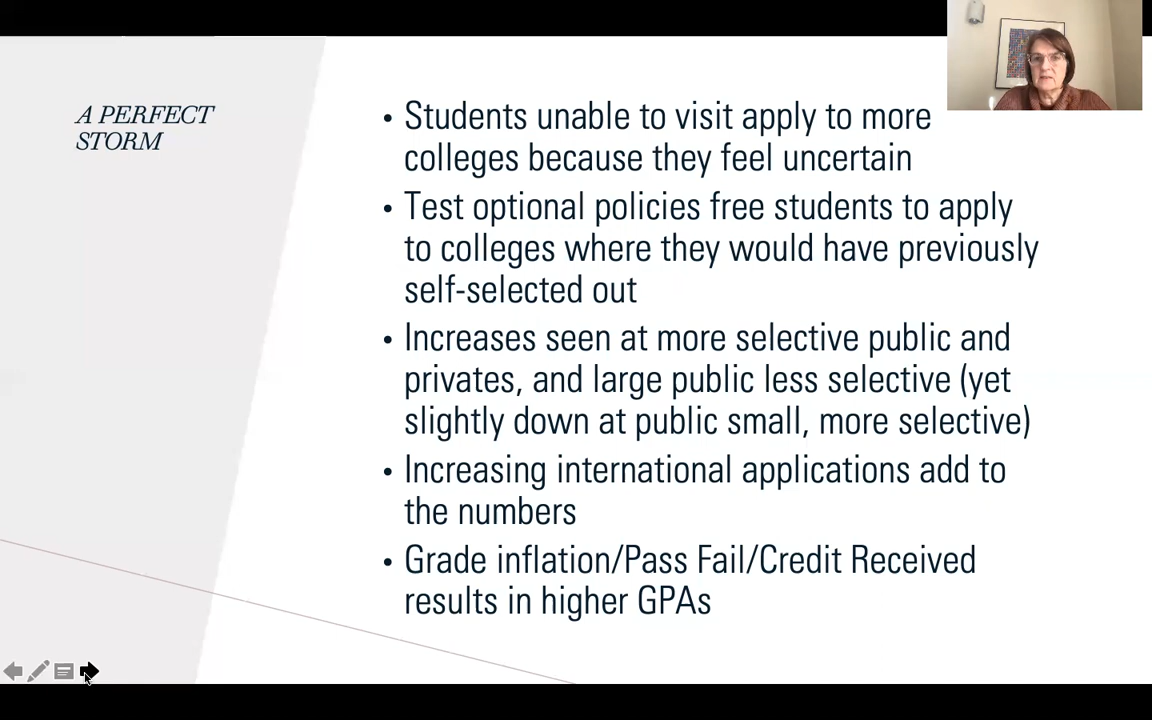 A PERFECT
STORM
• Students unable to visit apply to more
colleges because they feel uncertain
• Test optional policies free students to apply
to colleges where they would have previously
self-selected out
• Increases seen at more selective public and
privates, and large public less selective (yet
slightly down at public small, more selective)
• Increasing international applications add to
the numbers
• Grade inflation/Pass Fail/Credit Received
results in higher GPAs